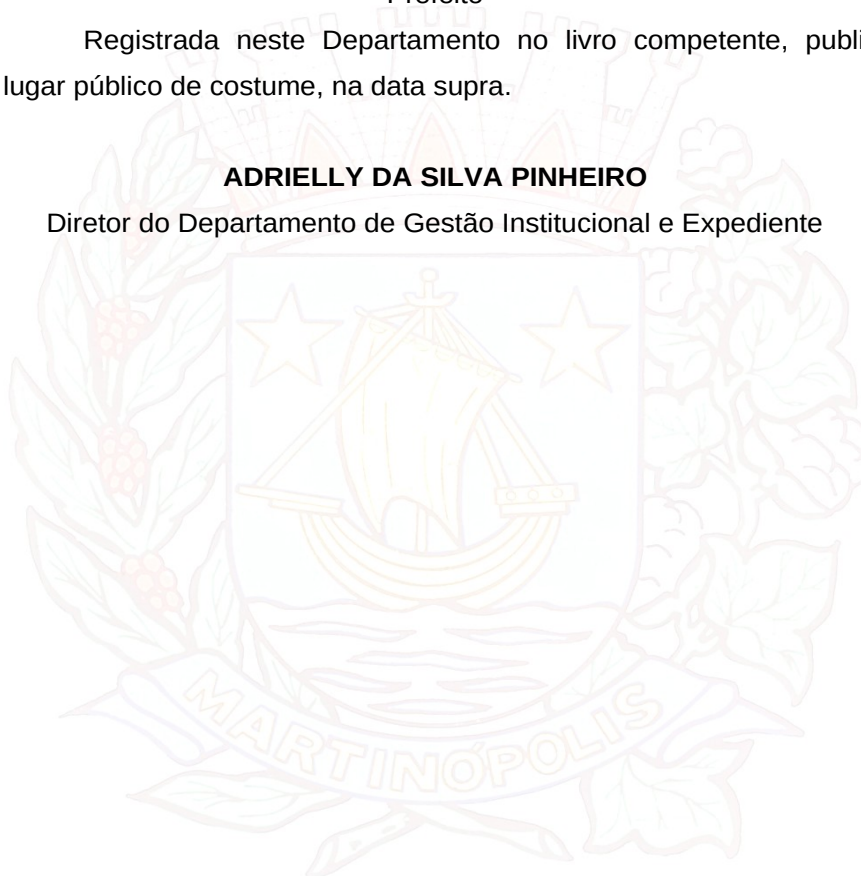 Prefeito
Registrada neste Departamento no livro competente, publi
lugar público de costume, na data supra.
ADRIELLY DA SILVA PINHEIRO
Diretor do Departamento de Gestão Institucional e Expediente
MARTINÓPOLIS